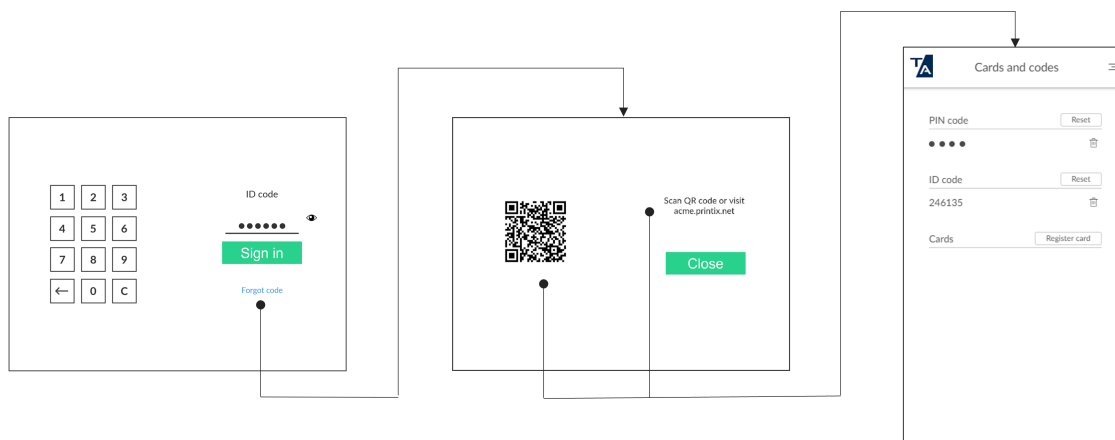 1 2 3
4 5 6
7 8 9
← 0 C
ID code
●●●●●●
Sign in
Forgot code
Scan QR code or visit
acme.printix.net
Close
TA
Cards and codes
PIN code
Reset
●●●●
ID code
Reset
246135
Cards
Register card